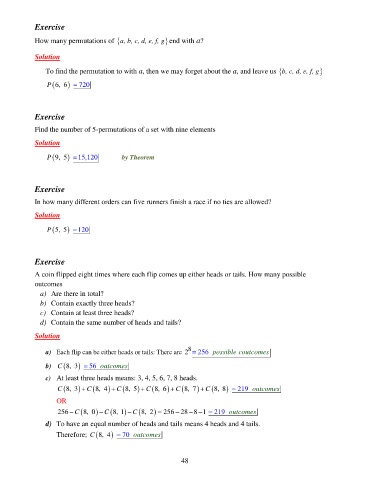 Exercise
How many permutations of {a, b, c, d, e, f, g} end with a?
Solution
To find the permutation to with a, then we may forget about the a, and leave us {b, c, d, e, f, g}
P(6, 6) = 720
Exercise
Find the number of 5-permutations of a set with nine elements
Solution
P(9, 5) = 15,120 by Theorem
Exercise
In how many different orders can five runners finish a race if no ties are allowed?
Solution
P(5, 5) = 120
Exercise
A coin flipped eight times where each flip comes up either heads or tails. How many possible
outcomes
a) Are there in total?
b) Contain exactly three heads?
c) Contain at least three heads?
d) Contain the same number of heads and tails?
Solution
a) Each flip can be either heads or tails: There are 2⁸ = 256 possible coutcomes
b) C(8, 3) = 56 outcomes
c) At least three heads means: 3, 4, 5, 6, 7, 8 heads.
C(8, 3) + C(8, 4) + C(8, 5) + C(8, 6) + C(8, 7) + C(8, 8) = 219 outcomes
OR
256 − C(8, 0) − C(8, 1) − C(8, 2) = 256 − 28 − 8 − 1 = 219 outcomes
d) To have an equal number of heads and tails means 4 heads and 4 tails.
Therefore; C(8, 4) = 70 outcomes
48